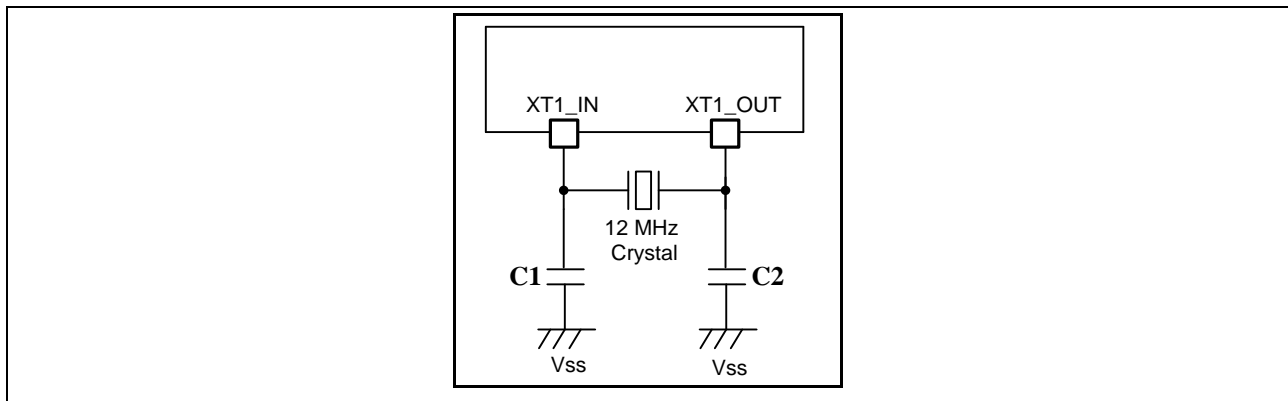 XT1_IN XT1_OUT
12 MHz
Crystal
C1 C2
Vss Vss